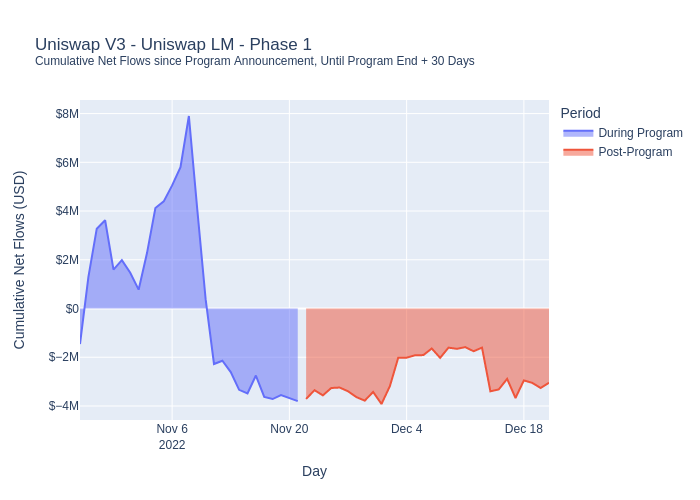 Uniswap V3 - Uniswap LM - Phase 1
Cumulative Net Flows since Program Announcement, Until Program End + 30 Days
Period
During Program
Post-Program
Cumulative Net Flows (USD)
$8M
$6M
$4M
$2M
$0
$−2M
$−4M
Nov 6
2022
Nov 20
Dec 4
Dec 18
Day